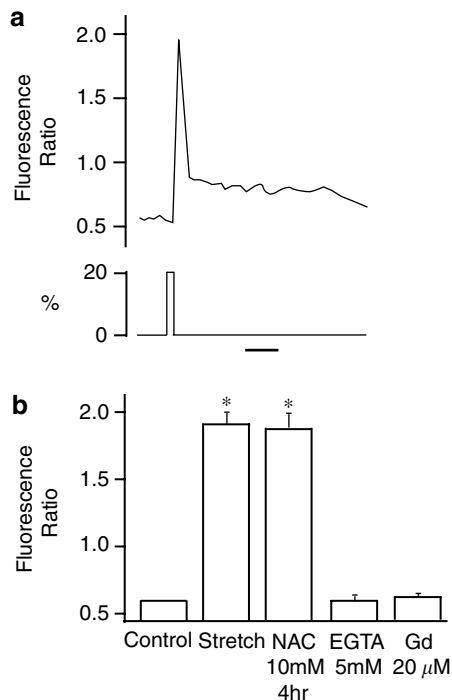 a
2.0
1.5
1.0
0.5
Fluorescence
Ratio
20
0
%
b
2.0
1.5
1.0
0.5
Fluorescence
Ratio
* *
Control Stretch NAC EGTA Gd
10mM 5mM 20 μM
4hr